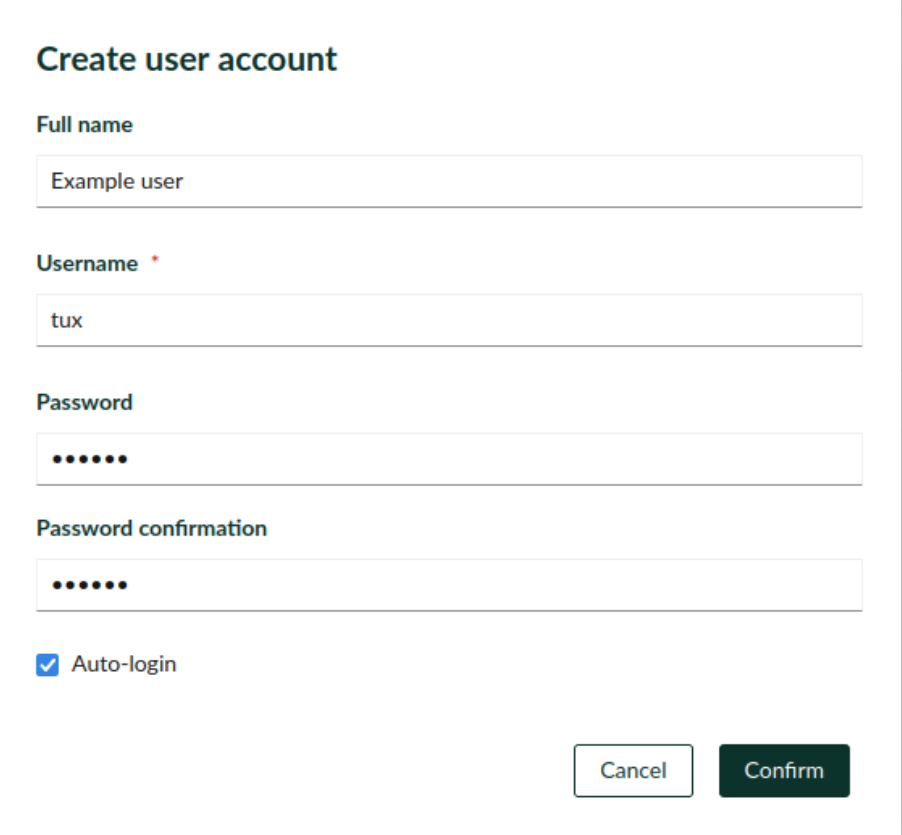 Create user account
Full name
Example user
Username *
tux
Password
••••••
Password confirmation
••••••
Auto-login
Cancel Confirm